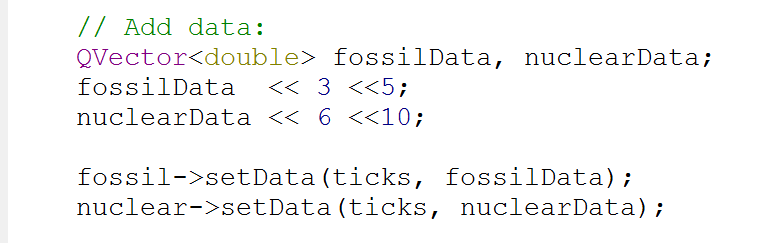 // Add data:
QVector<double> fossilData, nuclearData;
fossilData  << 3 <<5;
nuclearData << 6 <<10;
fossil->setData(ticks, fossilData);
nuclear->setData(ticks, nuclearData);